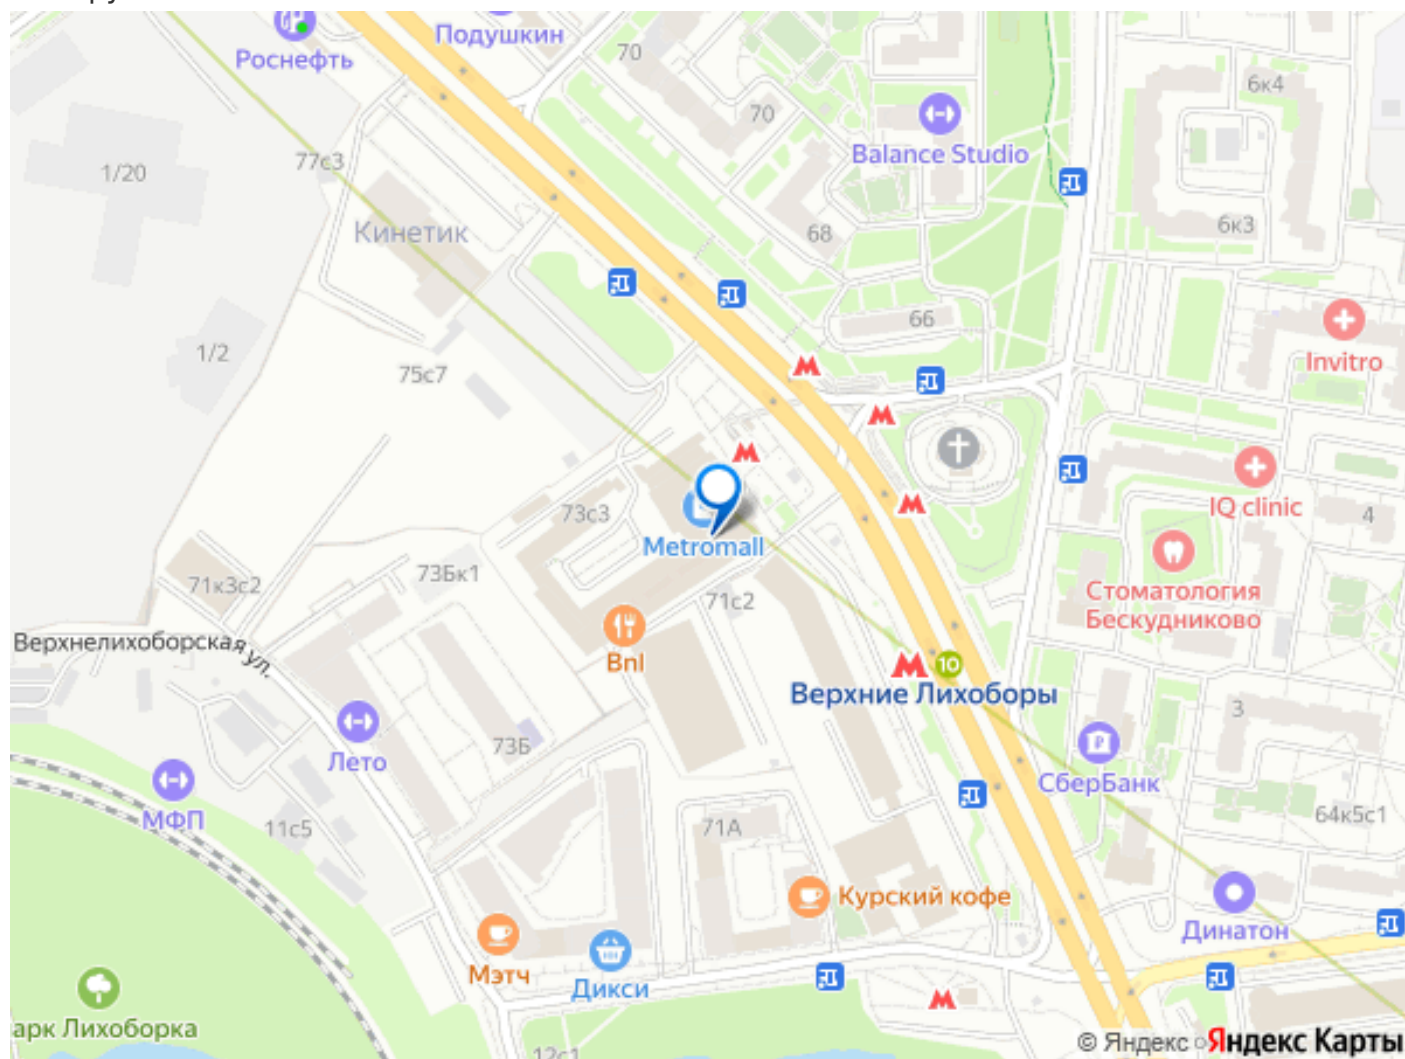 Роснефть
Подушкин
70
6к4
70
Balance Studio
1/20
77с3
Кинетик
68
6к3
66
1/2
75с7
Invitro
73с3
IQ clinic
4
Metromall
73Бк1
71к3с2
71с2
Стоматология
Бескудниково
Верхнелихоборская ул.
Bnl
10
Верхние Лихоборы
3
73Б
Лето
СберБанк
МФП
11с5
71А
64к5с1
Курский кофе
Динатон
Мэтч
Дикси
арк Лихоборка
12с1
© Яндекс Яндекс Карты